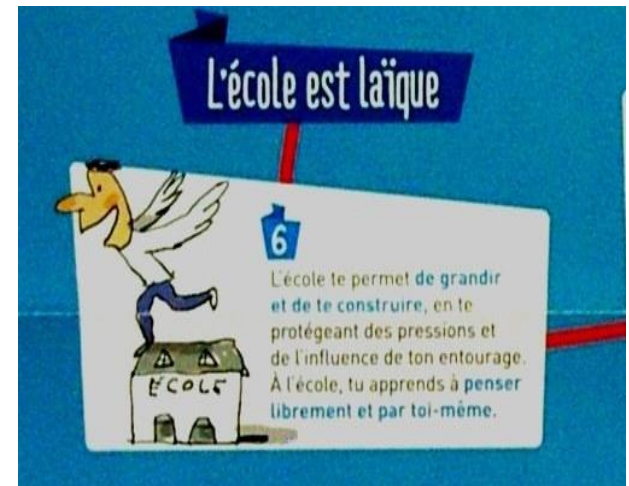 L'école est laïque
6
L'école te permet de grandir
et de te construire, en te
protégeant des pressions et
de l'influence de ton entourage.
À l'école, tu apprends à penser
librement et par toi-même.
ÉCOLE